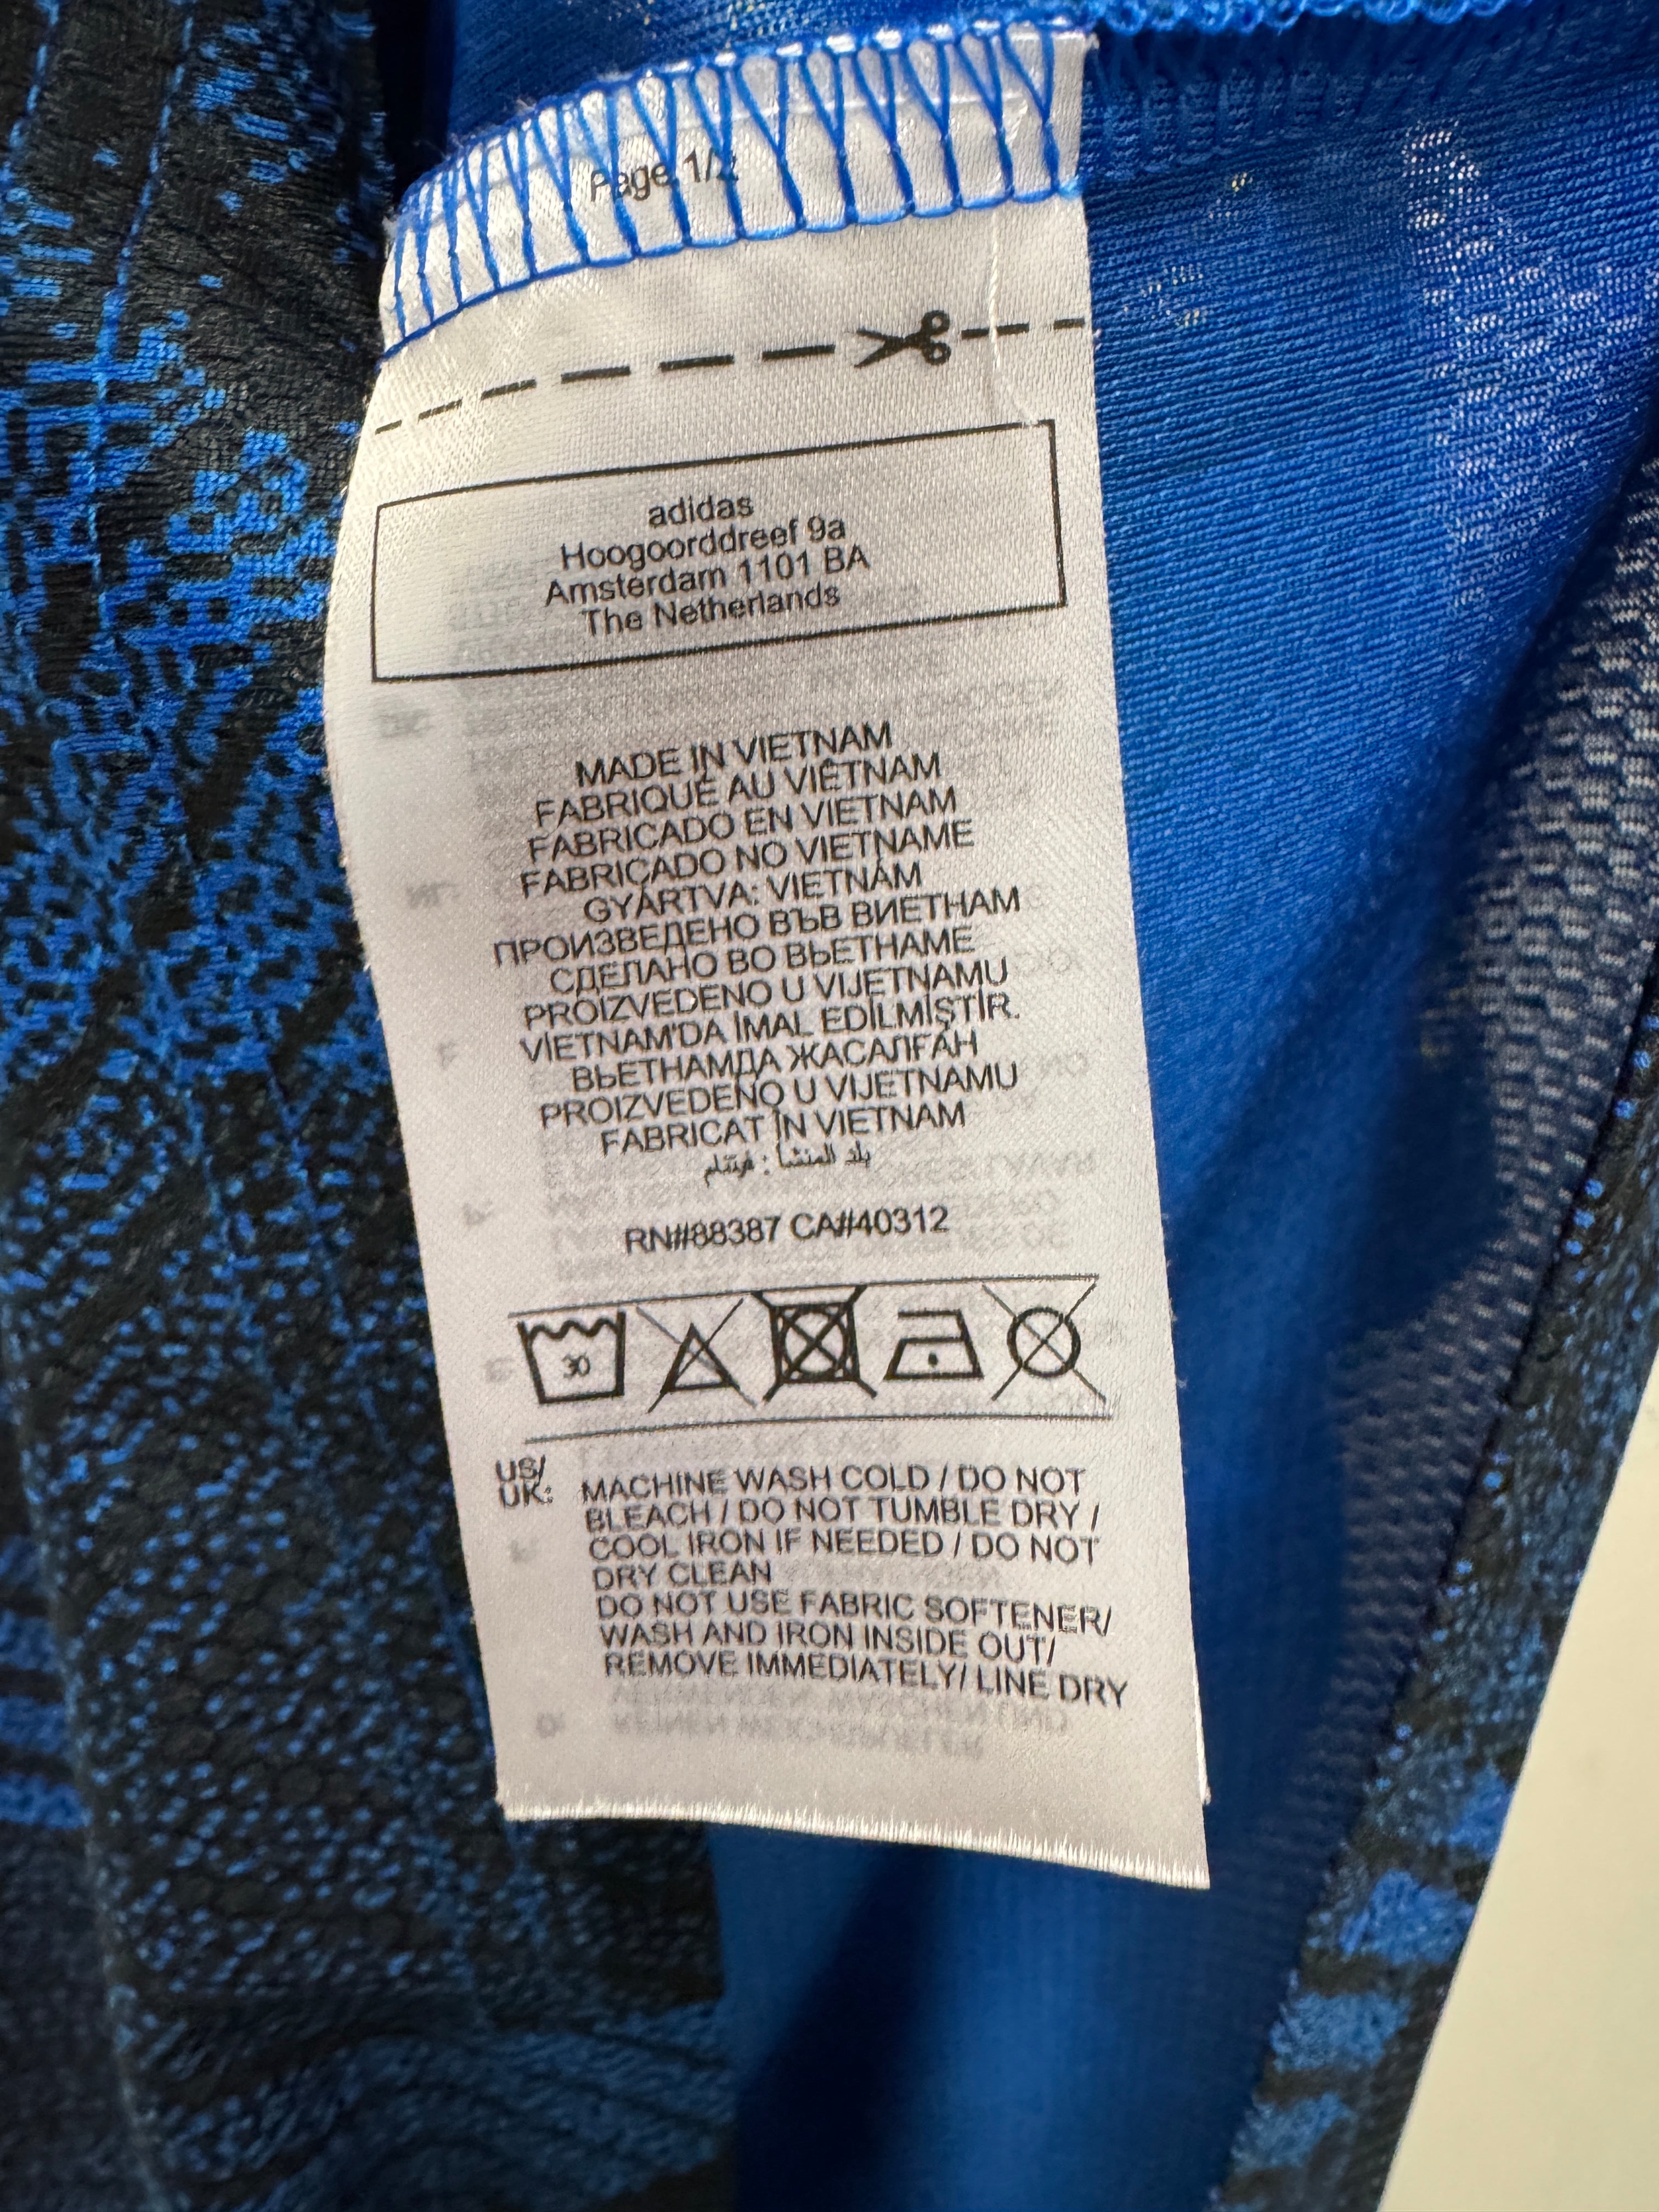 Page 1/2
adidas
Hoogoorddreef 9a
Amsterdam 1101 BA
The Netherlands
MADE IN VIETNAM
FABRIQUÉ AU VIÊTNAM
FABRICADO EN VIETNAM
FABRICADO NO VIETNAME
GYÁRTVA: VIETNÁM
ПРОИЗВЕДЕНО ВЪВ ВИЕТНАМ
СДЕЛАНО ВО ВЬЕТНАМЕ
PROIZVEDENO U VIJETNAMU
VİETNAM'DA İMAL EDİLMİŞTİR.
ВЬЕТНАМДА ЖАСАЛҒАН
PROIZVEDENO U VIJETNAMU
FABRICAT ÎN VIETNAM
بلد المنشأ : فيتنام
RN#88387 CA#40312
30
US/
UK: MACHINE WASH COLD / DO NOT
BLEACH / DO NOT TUMBLE DRY /
COOL IRON IF NEEDED / DO NOT
DRY CLEAN
DO NOT USE FABRIC SOFTENER/
WASH AND IRON INSIDE OUT/
REMOVE IMMEDIATELY/ LINE DRY